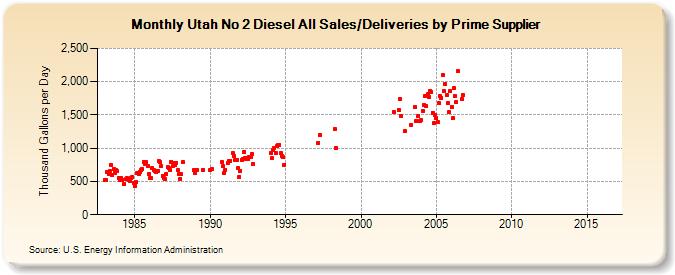 Monthly Utah No 2 Diesel All Sales/Deliveries by Prime Supplier
Thousand Gallons per Day
2,500
2,000
1,500
1,000
500
0
1985 1990 1995 2000 2005 2010 2015
Source: U.S. Energy Information Administration